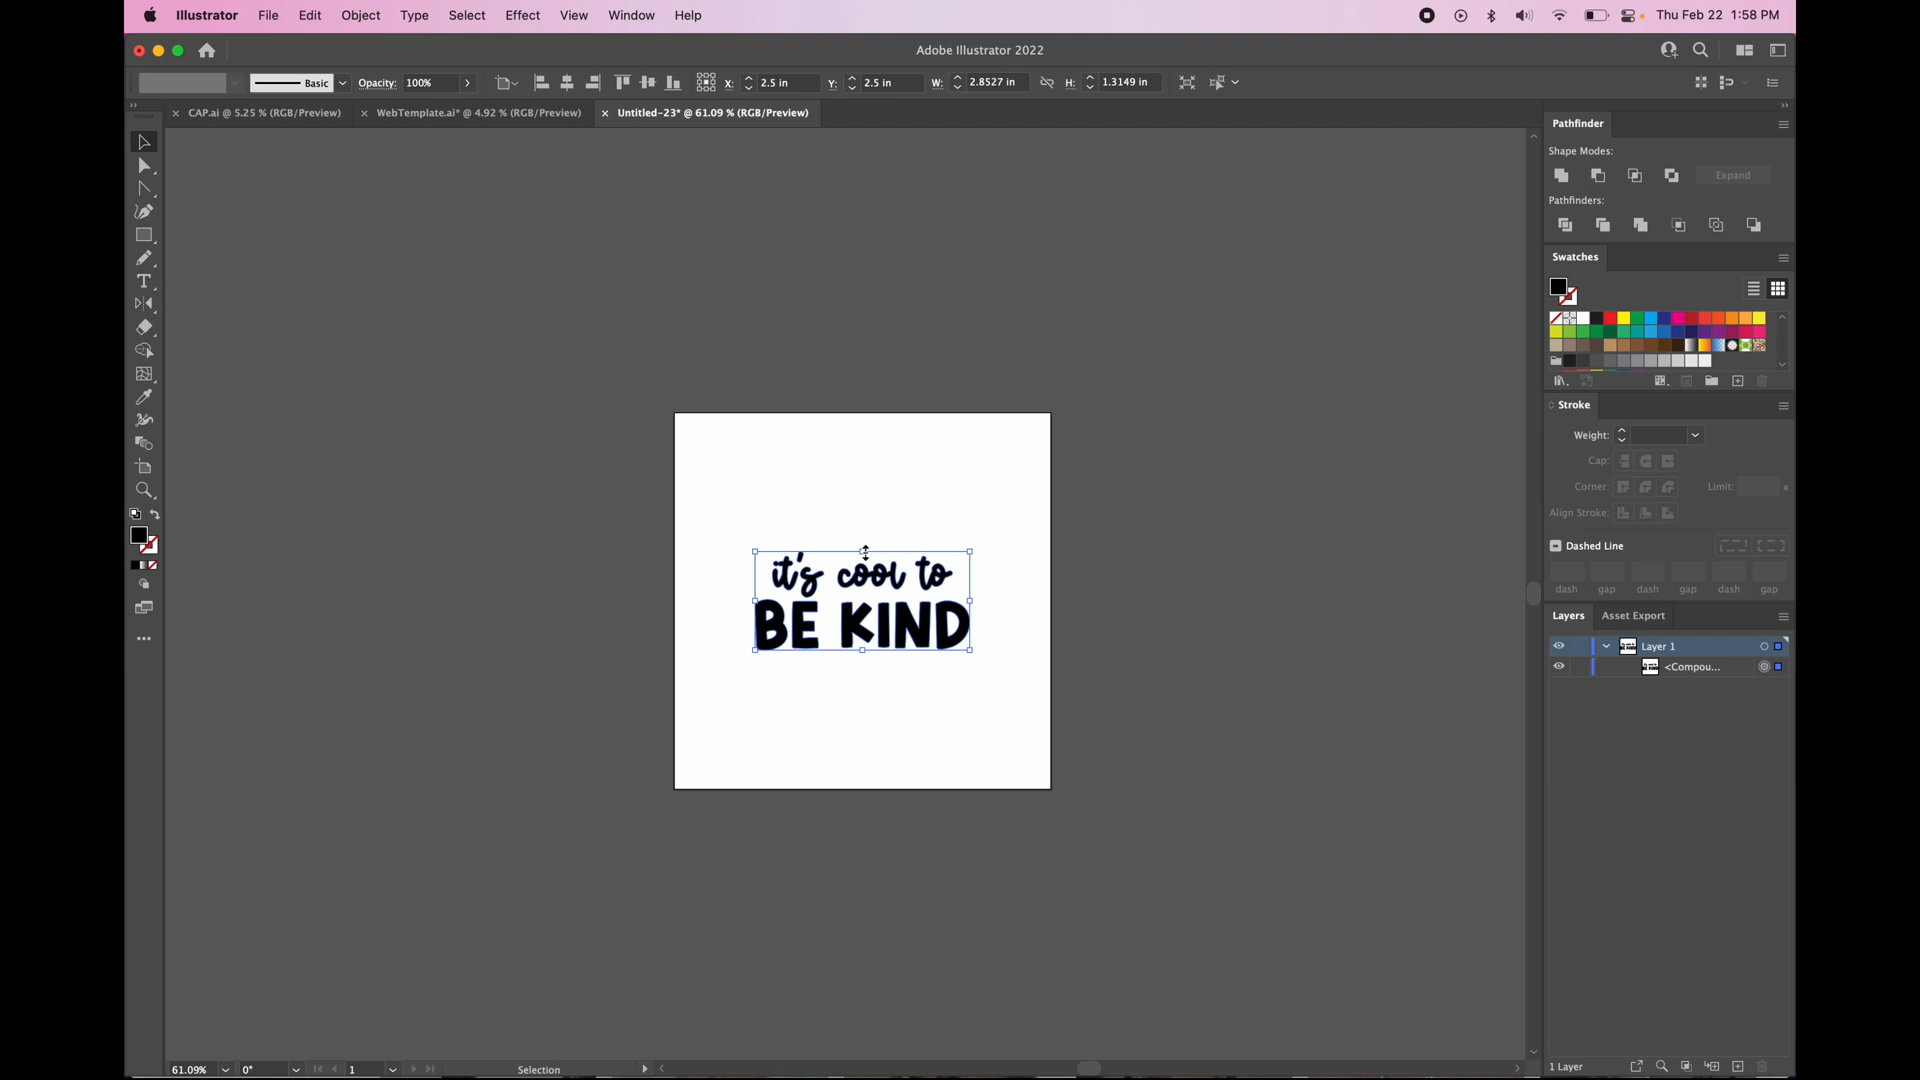 Illustrator File Edit Object Type Select Effect View Window Help Thu Feb 22 1:58 PM
Adobe Illustrator 2022
Basic Opacity: 100% X: 2.5 in Y: 2.5 in W: 2.8527 in H: 1.3149 in
CAP.ai @ 5.25 % (RGB/Preview) WebTemplate.ai* @ 4.92 % (RGB/Preview) Untitled-23* @ 61.09 % (RGB/Preview)
Pathfinder
Shape Modes:
Expand
Pathfinders:
Swatches
Stroke
Weight:
Cap:
Corner: Limit: x
Align Stroke:
Dashed Line
dash gap dash gap dash gap
it's cool to
BE KIND
Layers Asset Export
Layer 1
<Compou...
1 Layer
61.09% 0° 1 Selection